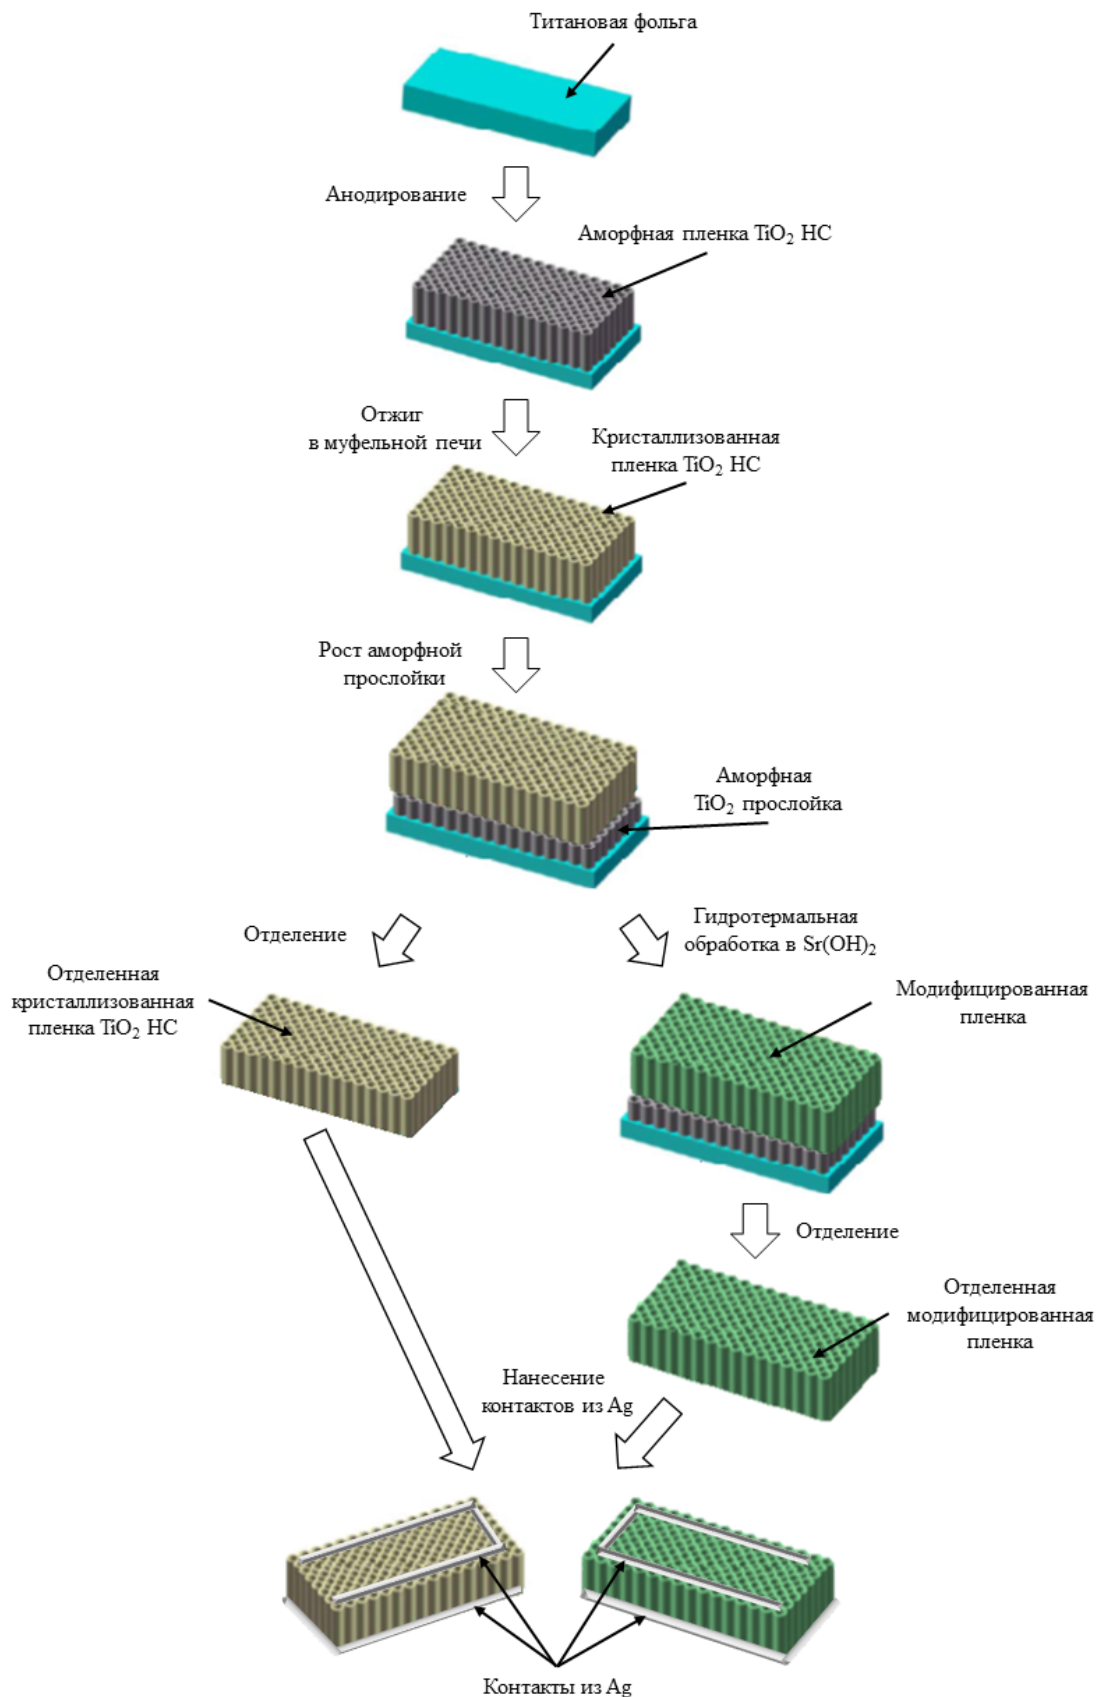 Титановая фольга
Анодирование
Аморфная пленка TiO₂ НС
Отжиг
в муфельной печи
Кристаллизованная
пленка TiO₂ НС
Рост аморфной
прослойки
Аморфная
TiO₂ прослойка
Отделение
Гидротермальная
обработка в Sr(OH)₂
Отделенная
кристаллизованная
пленка TiO₂ НС
Модифицированная
пленка
Отделение
Отделенная
модифицированная
пленка
Нанесение
контактов из Ag
Контакты из Ag